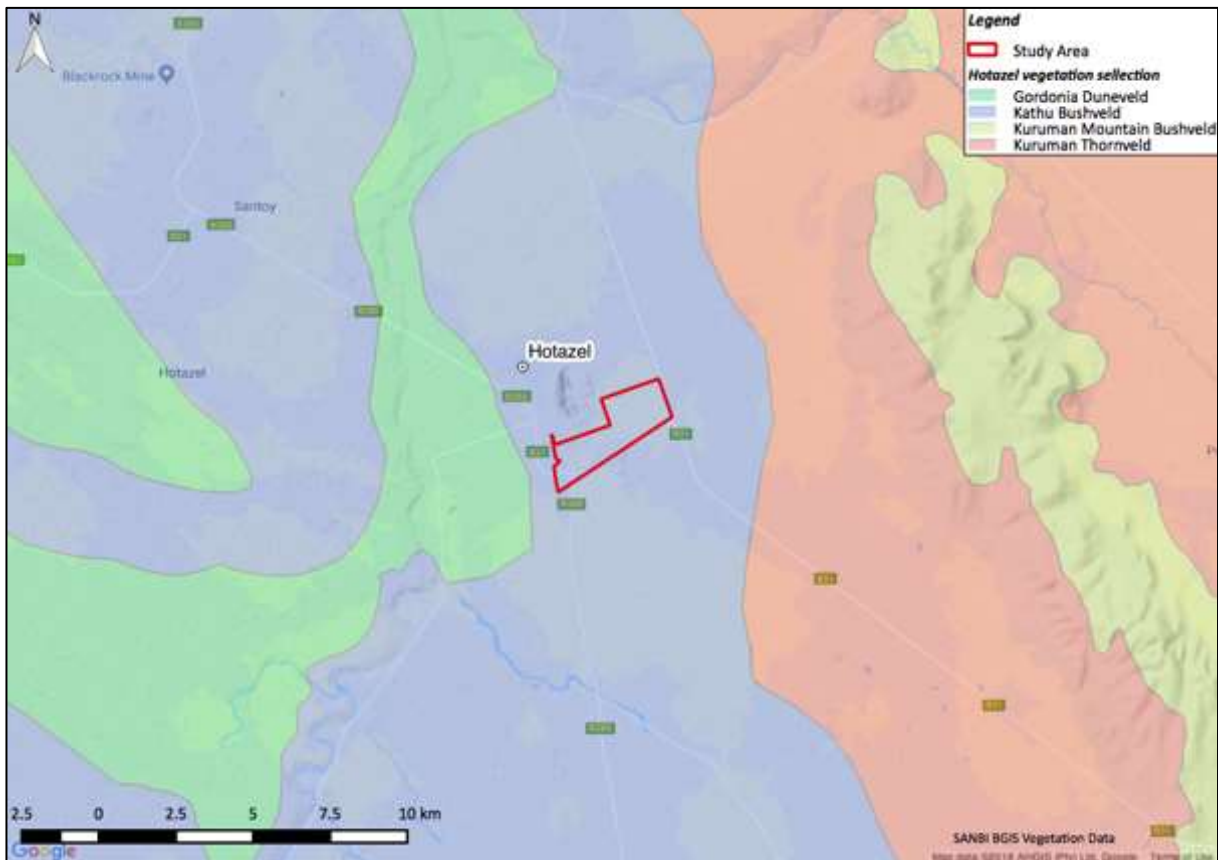 N
Blackrock Mine
Santoy
Hotazel
Hotazel
R31
R31
R31
Legend
Study Area
Hotazel vegetation sellection
Gordonia Duneveld
Kathu Bushveld
Kuruman Mountain Bushveld
Kuruman Thornveld
2.5 0 2.5 5 7.5 10 km
Google
SANBI BGIS Vegetation Data